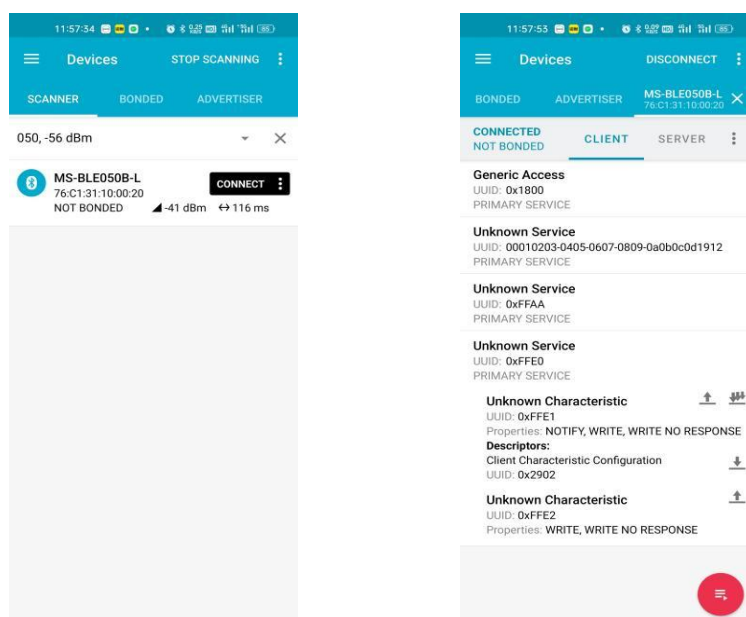 11:57:34
Devices
STOP SCANNING
SCANNER
BONDED
ADVERTISER
050, -56 dBm
MS-BLE050B-L
76:C1:31:10:00:20
CONNECT
NOT BONDED
-41 dBm
116 ms
11:57:53
Devices
DISCONNECT
BONDED
ADVERTISER
MS-BLE050B-L
76:C1:31:10:00:20
CONNECTED
NOT BONDED
CLIENT
SERVER
Generic Access
UUID: 0x1800
PRIMARY SERVICE
Unknown Service
UUID: 00010203-0405-0607-0809-0a0b0c0d1912
PRIMARY SERVICE
Unknown Service
UUID: 0xFFAA
PRIMARY SERVICE
Unknown Service
UUID: 0xFFE0
PRIMARY SERVICE
Unknown Characteristic
UUID: 0xFFE1
Properties: NOTIFY, WRITE, WRITE NO RESPONSE
Descriptors:
Client Characteristic Configuration
UUID: 0x2902
Unknown Characteristic
UUID: 0xFFE2
Properties: WRITE, WRITE NO RESPONSE